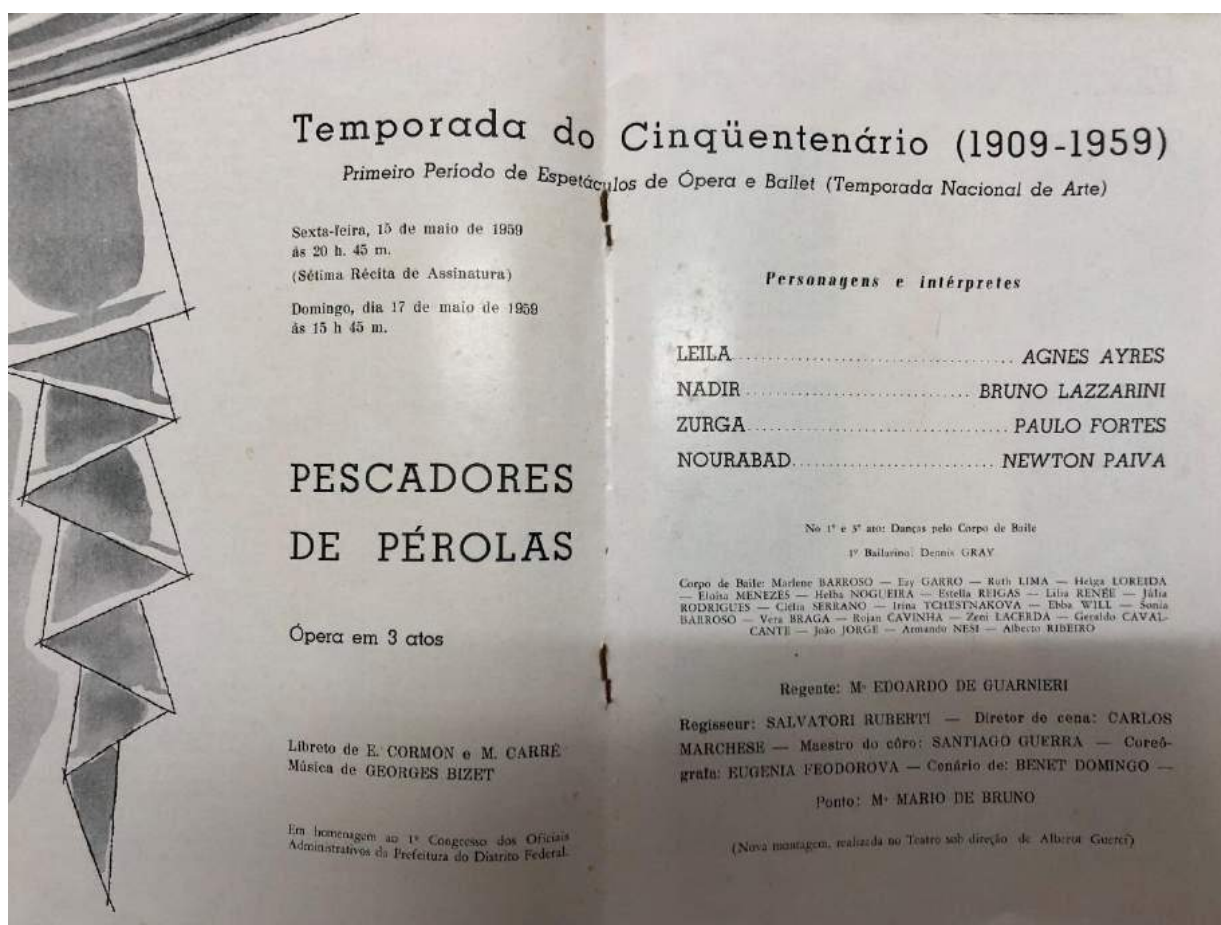 Temporada do Cinqüentenário (1909-1959)
Primeiro Período de Espetáculos de Ópera e Ballet (Temporada Nacional de Arte)
Sexta-feira, 15 de maio de 1959
ás 20 h. 45 m.
(Sétima Récita de Assinatura)
Domingo, dia 17 de maio de 1959
ás 15 h 45 m.
PESCADORES
DE PÉROLAS
Ópera em 3 atos
Libreto de E. CORMON e M. CARRÉ
Música de GEORGES BIZET
Em homenagem ao 1º Congresso dos Oficiais
Administrativos da Prefeitura do Distrito Federal.
Personagens e intérpretes
LEILA AGNES AYRES
NADIR BRUNO LAZZARINI
ZURGA PAULO FORTES
NOURABAD NEWTON PAIVA
No 1º e 3º ato: Danças pelo Corpo de Baile
1º Bailarino: Dennis GRAY
Corpo de Baile: Marlene BARROSO — Eay GARRO — Ruth LIMA — Helga LOREIDA
— Eloisa MENEZES — Helba NOGUEIRA — Estella REIGAS — Lilia RENÉE — Júlia
RODRIGUES — Clélia SERRANO — Irina TCHESTNAKOVA — Ebba WILL — Sonia
BARROSO — Vera BRAGA — Rojan CAVINHA — Zeni LACERDA — Geraldo CAVAL-
CANTE — João JORGE — Armando NESI — Alberto RIBEIRO
Regente: Mº EDOARDO DE GUARNIERI
Regisseur: SALVATORI RUBERTI — Diretor de cena: CARLOS
MARCHESE — Maestro do côro: SANTIAGO GUERRA — Coreó-
grafa: EUGENIA FEODOROVA — Cenário de: BENET DOMINGO —
Ponto: Mº MARIO DE BRUNO
(Nova montagem, realizada no Teatro sob direção de Alberot Guerci)